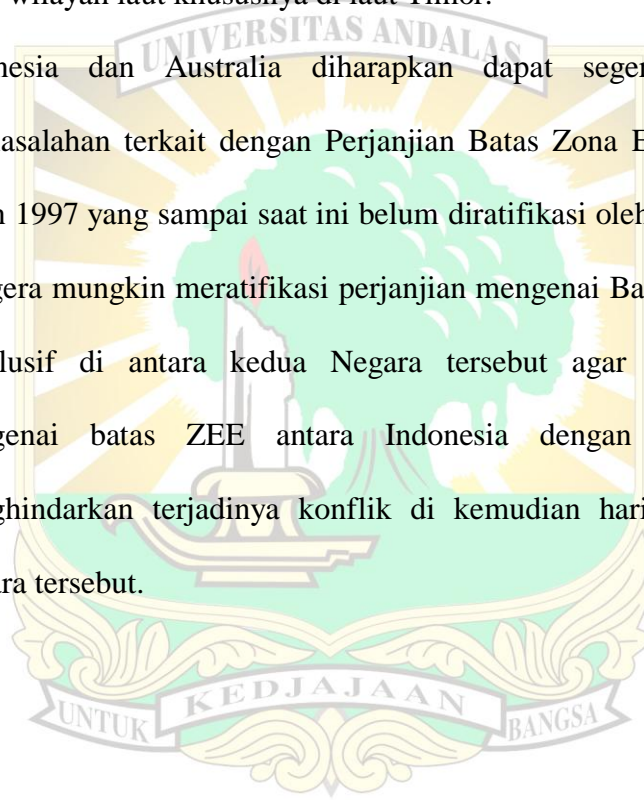 wilayah laut khususnya di laut Timor.
UNIVERSITAS ANDALAS
nesia dan Australia diharapkan dapat seger
asalahan terkait dengan Perjanjian Batas Zona E
n 1997 yang sampai saat ini belum diratifikasi oleh
gera mungkin meratifikasi perjanjian mengenai Ba
lusif di antara kedua Negara tersebut agar
genai batas ZEE antara Indonesia dengan
ghindarkan terjadinya konflik di kemudian hari
ara tersebut.
UNTUK KEDJAJAAN BANGSA